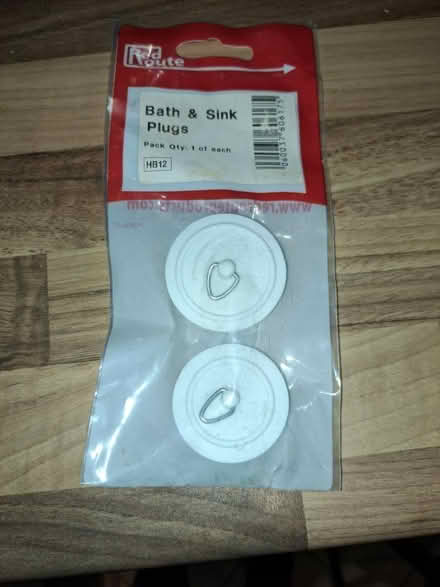 Red
Route
Bath & Sink
Plugs
Pack Qty: 1 of each
HB12